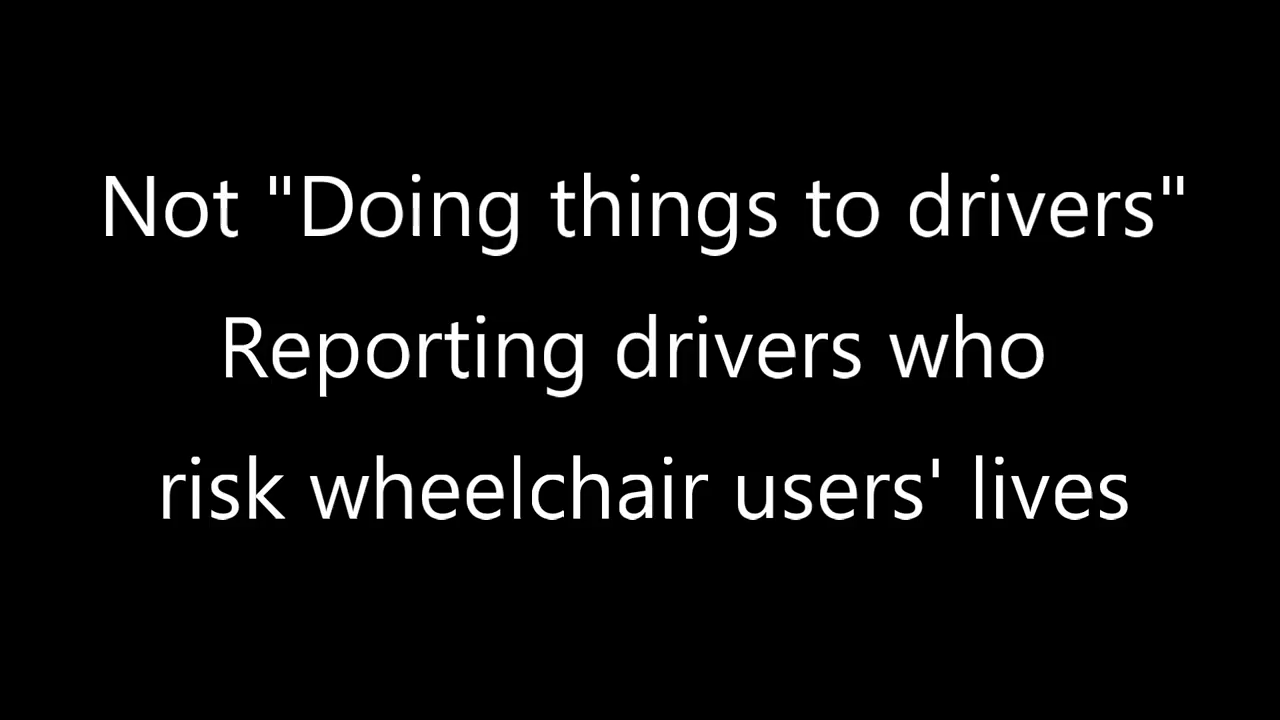 Not "Doing things to drivers"
Reporting drivers who
risk wheelchair users' lives